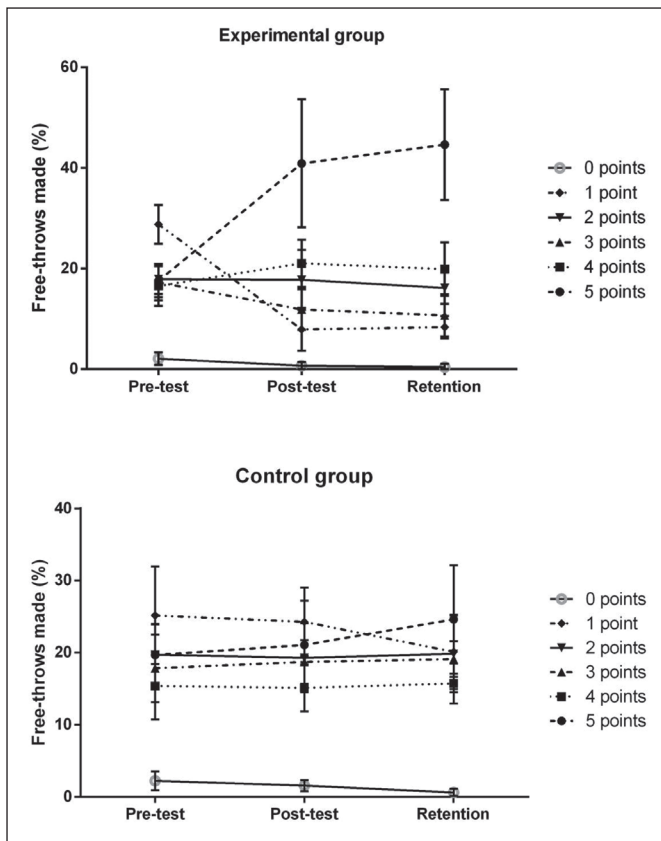 Experimental group
Free-throws made (%)
60
40
20
0
Pre-test
Post-test
Retention
0 points
1 point
2 points
3 points
4 points
5 points
Control group
Free-throws made (%)
40
30
20
10
0
Pre-test
Post-test
Retention
0 points
1 point
2 points
3 points
4 points
5 points